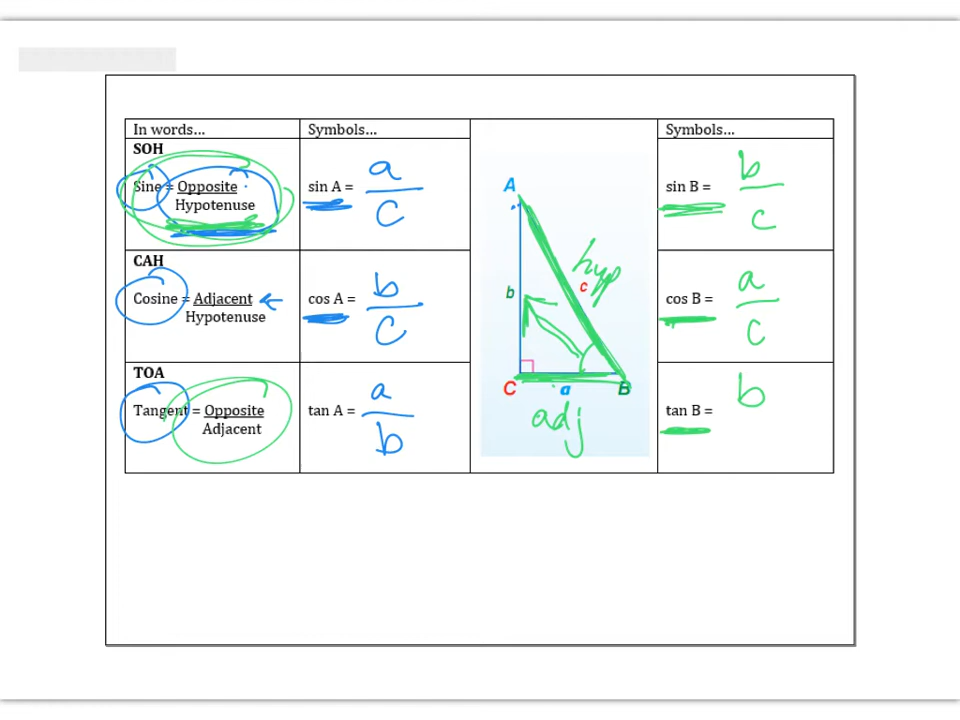 In words...
Symbols...
Symbols...
SOH
Sine = Opposite
Hypotenuse
sin A =
a
c
sin B =
b
c
CAH
Cosine = Adjacent
Hypotenuse
cos A =
b
c
cos B =
a
c
TOA
Tangent = Opposite
Adjacent
tan A =
a
b
tan B =
b
A
hyp
c
b
C
a
B
adj